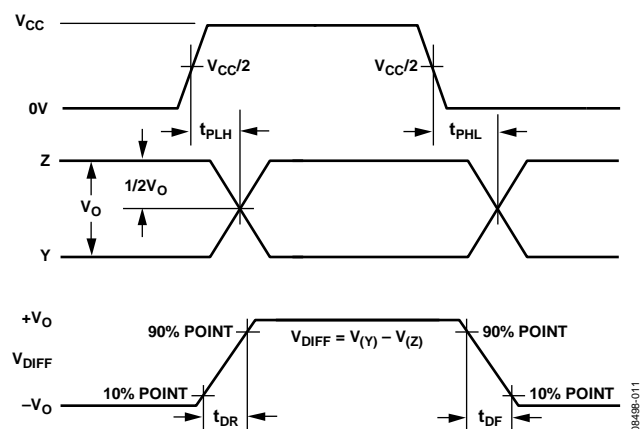 VCC
VCC/2
VCC/2
0V
tPLH
tPHL
Z
1/2VO
VO
Y
+VO
90% POINT
VDIFF = V(Y) – V(Z)
90% POINT
VDIFF
10% POINT
10% POINT
–VO
tDR
tDF
08498-011